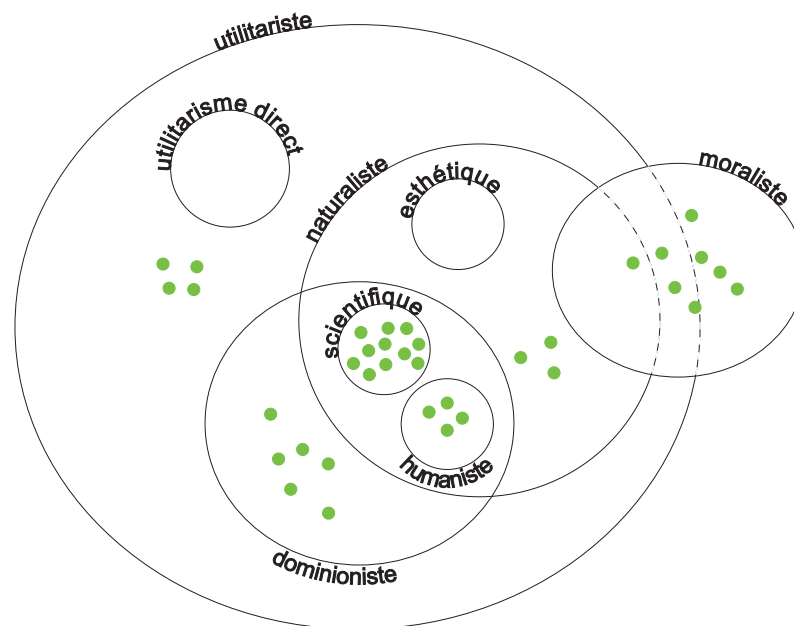 utilitariste
utilitarisme direct
naturaliste
esthétique
moraliste
scientifique
humaniste
dominioniste